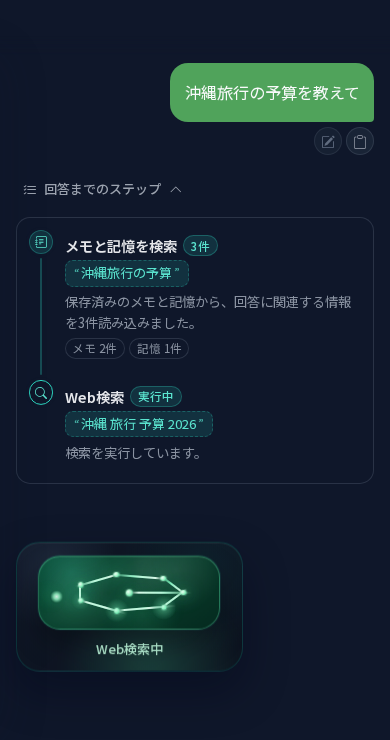 沖縄旅行の予算を教えて
回答までのステップ
メモと記憶を検索 3件
“沖縄旅行の予算”
保存済みのメモと記憶から、回答に関連する情報
を3件読み込みました。
メモ 2件 記憶 1件
Web検索 実行中
“沖縄 旅行 予算 2026”
検索を実行しています。
Web検索中